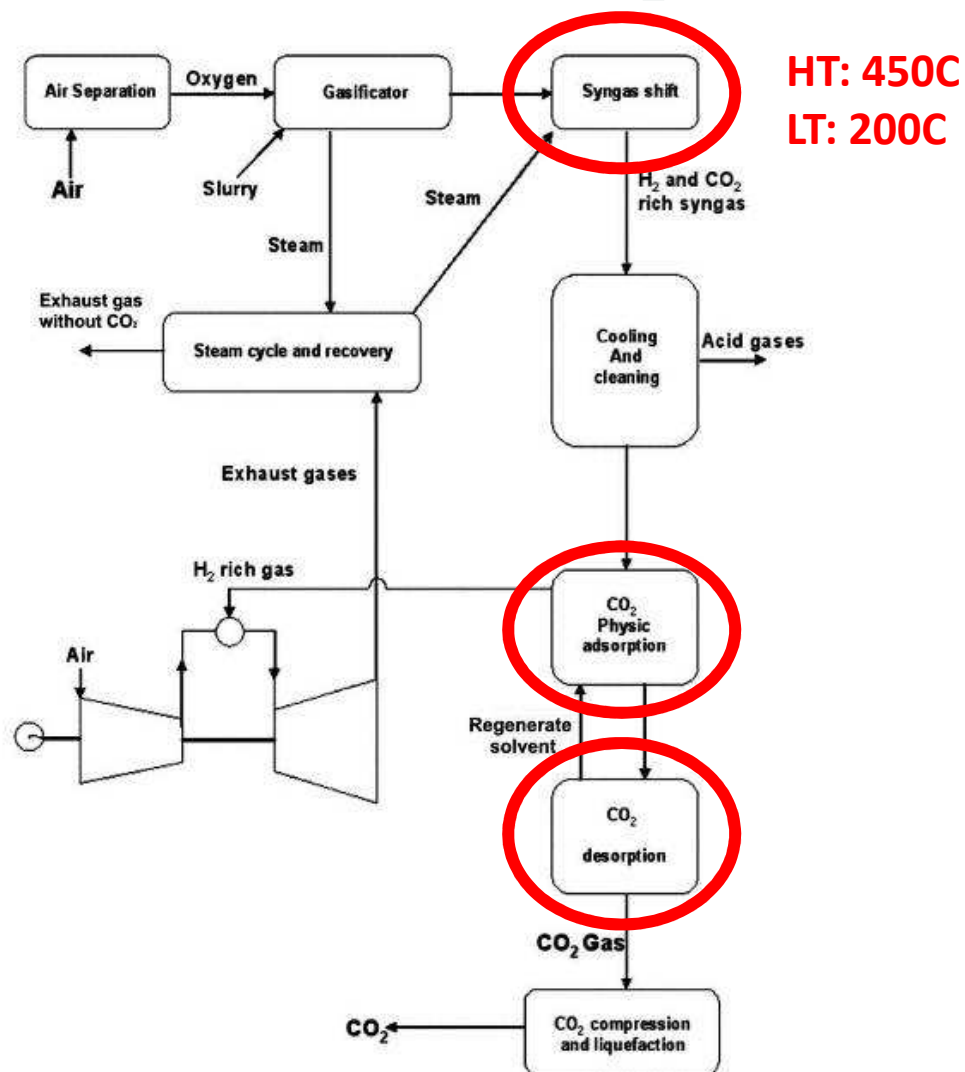 HT: 450C
LT: 200C
Air Separation
Oxygen
Gasificator
Syngas shift
Air
Slurry
Steam
Steam
H₂ and CO₂
rich syngas
Exhaust gas
without CO₂
Steam cycle and recovery
Cooling
And
cleaning
Acid gases
Exhaust gases
H₂ rich gas
CO₂
Physic
adsorption
Air
Regenerate
solvent
CO₂
desorption
CO₂ Gas
CO₂
CO₂ compression
and liquefaction